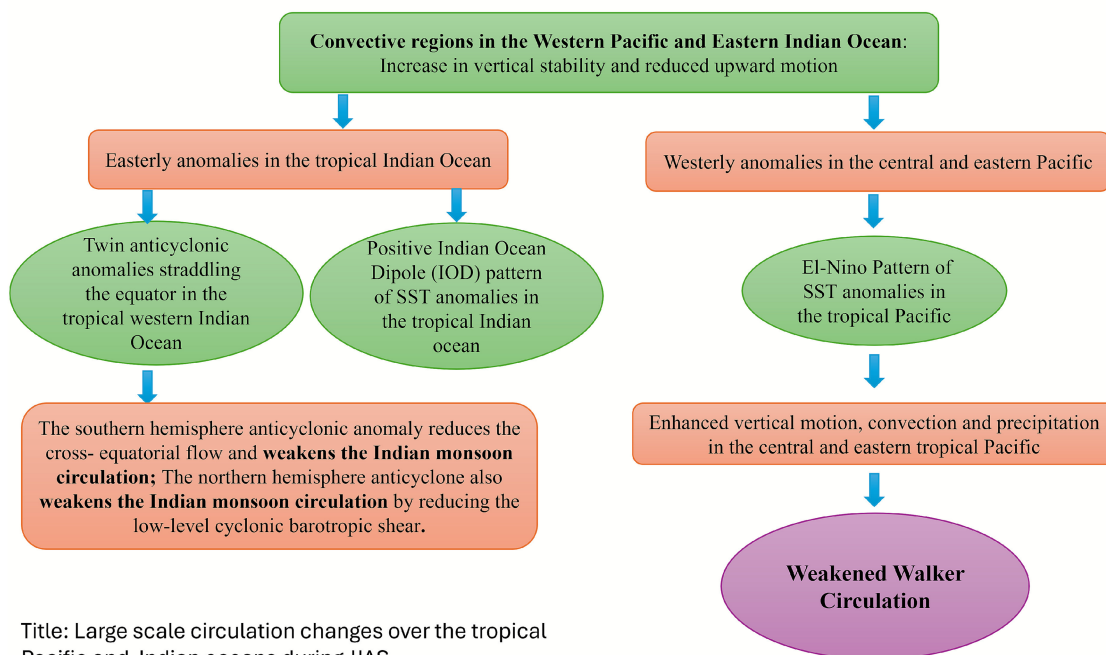 Convective regions in the Western Pacific and Eastern Indian Ocean:
Increase in vertical stability and reduced upward motion
Easterly anomalies in the tropical Indian Ocean
Westerly anomalies in the central and eastern Pacific
Twin anticyclonic
anomalies straddling
the equator in the
tropical western Indian
Ocean
Positive Indian Ocean
Dipole (IOD) pattern
of SST anomalies in
the tropical Indian
ocean
El-Nino Pattern of
SST anomalies in
the tropical Pacific
The southern hemisphere anticyclonic anomaly reduces the
cross- equatorial flow and weakens the Indian monsoon
circulation; The northern hemisphere anticyclone also
weakens the Indian monsoon circulation by reducing the
low-level cyclonic barotropic shear.
Enhanced vertical motion, convection and precipitation
in the central and eastern tropical Pacific
Weakened Walker
Circulation
Title: Large scale circulation changes over the tropical
Pacific and Indian oceans during JJAS